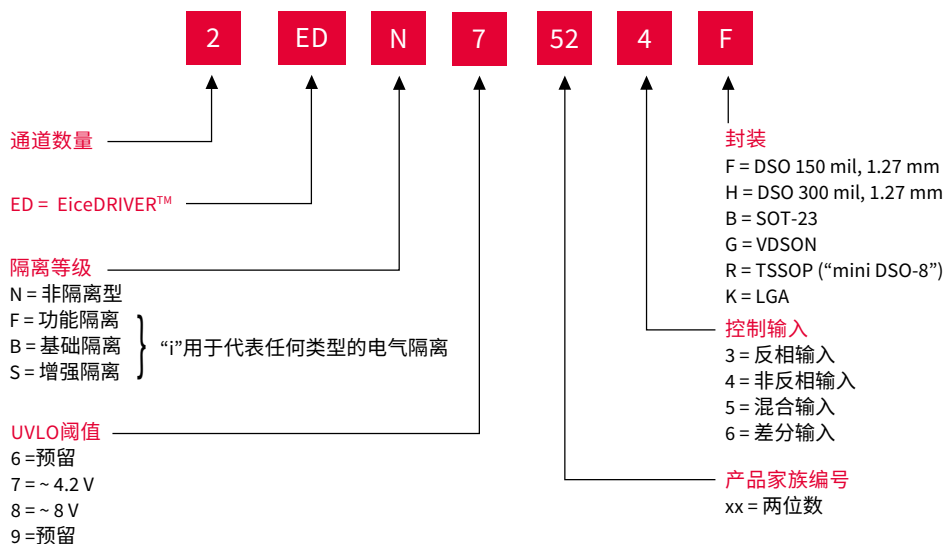 2 ED N 7 52 4 F
通道数量
ED = EiceDRIVER™
隔离等级
N = 非隔离型
F = 功能隔离
B = 基础隔离
S = 增强隔离
“i”用于代表任何类型的电气隔离
UVLO阈值
6 =预留
7 = ~ 4.2 V
8 = ~ 8 V
9 =预留
封装
F = DSO 150 mil, 1.27 mm
H = DSO 300 mil, 1.27 mm
B = SOT-23
G = VDSON
R = TSSOP (“mini DSO-8”)
K = LGA
控制输入
3 = 反相输入
4 = 非反相输入
5 = 混合输入
6 = 差分输入
产品家族编号
xx = 两位数